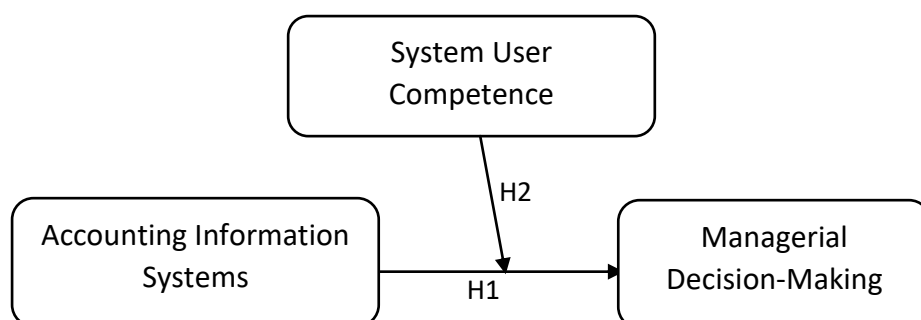 System User
Competence
H2
Accounting Information
Systems
H1
Managerial
Decision-Making